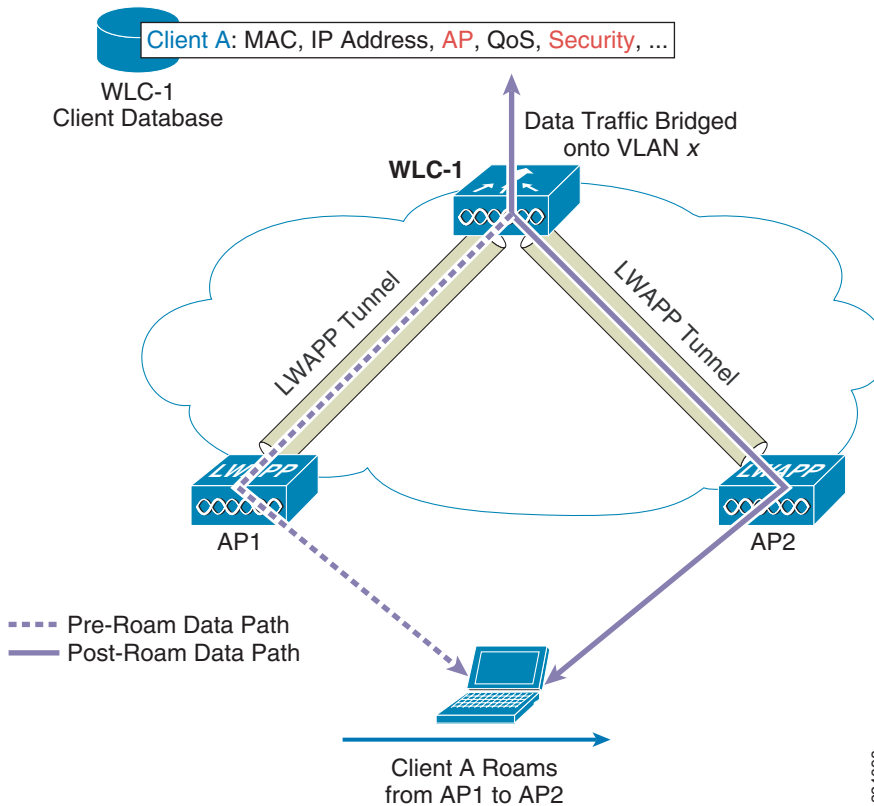 Client A: MAC, IP Address, AP, QoS, Security, ...
WLC-1
Client Database
Data Traffic Bridged
onto VLAN x
WLC-1
LWAPP Tunnel
LWAPP Tunnel
LWAPP
LWAPP
AP1
AP2
Pre-Roam Data Path
Post-Roam Data Path
Client A Roams
from AP1 to AP2